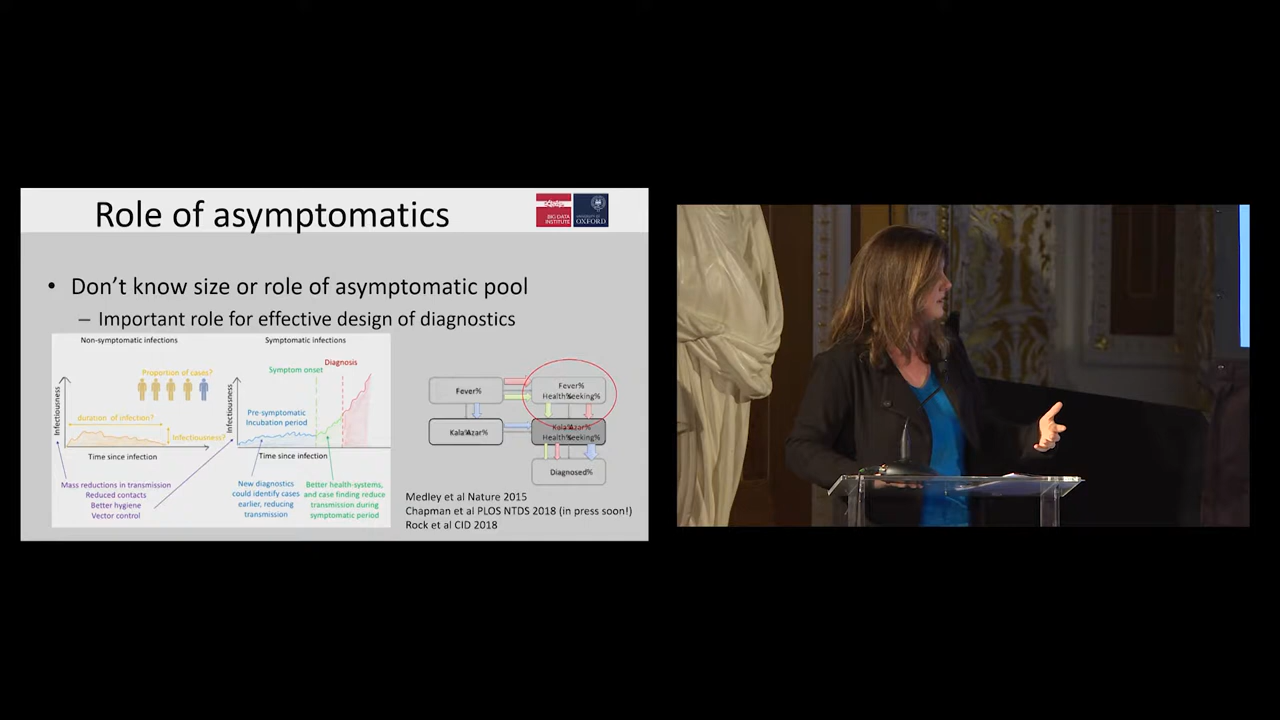 Role of asymptomatics
BIG DATA
INSTITUTE
UNIVERSITY OF
OXFORD
• Don't know size or role of asymptomatic pool
– Important role for effective design of diagnostics
Non-symptomatic infections
Proportion of cases?
duration of infection?
Infectiousness?
Infectiousness
Time since infection
Mass reductions in transmission
Reduced contacts
Better hygiene
Vector control
Symptomatic infections
Diagnosis
Symptom onset
Pre-symptomatic
Incubation period
Infectiousness
Time since infection
New diagnostics
could identify cases
earlier, reducing
transmission
Better health-systems,
and case finding reduce
transmission during
symptomatic period
Fever%
Fever%
Health%seeking%
Kala%Azar%
Kala%Azar%
Health%seeking%
Diagnosed%
Medley et al Nature 2015
Chapman et al PLOS NTDS 2018 (in press soon!)
Rock et al CID 2018